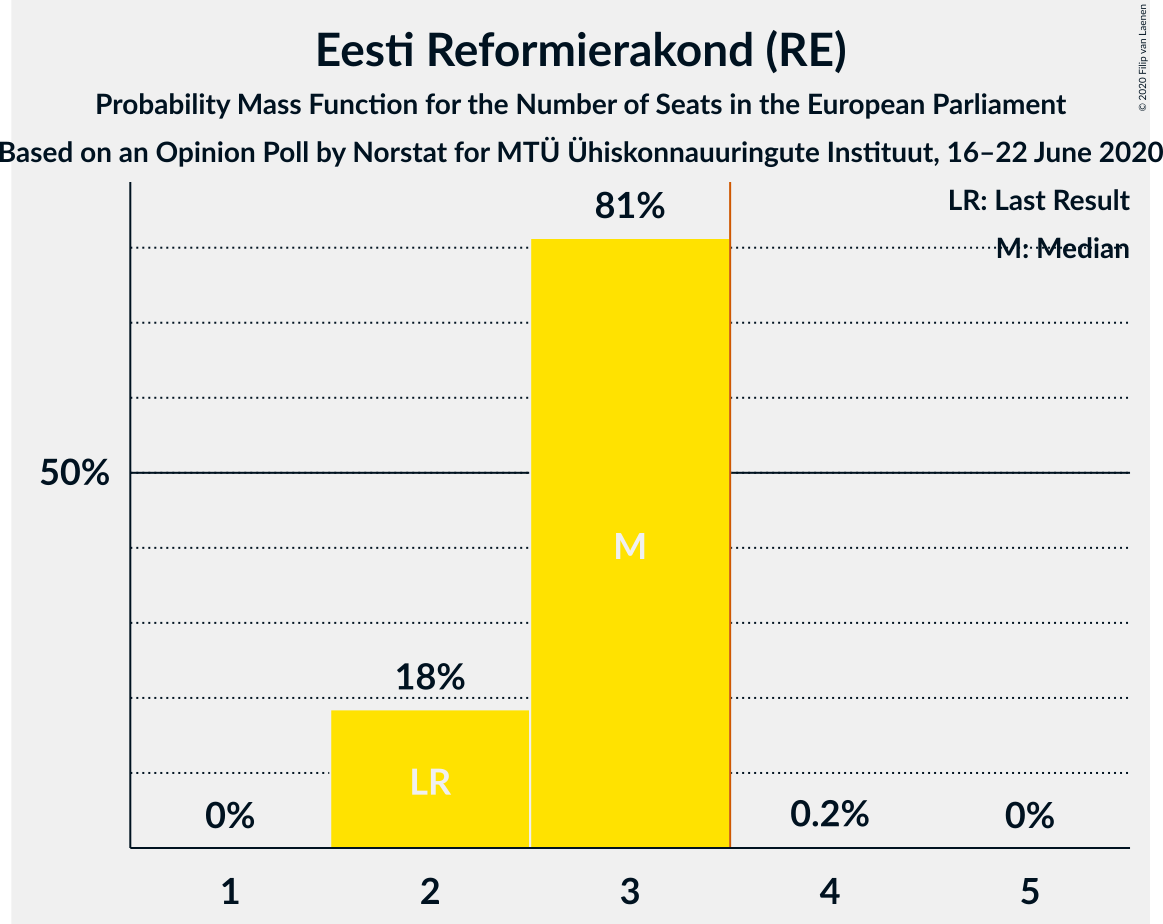 Eesti Reformierakond (RE)
Probability Mass Function for the Number of Seats in the European Parliament
Based on an Opinion Poll by Norstat for MTÜ Ühiskonnauuringute Instituut, 16–22 June 2020
© 2020 Filip van Laenen
LR: Last Result
M: Median
81%
50%
M
18%
LR
0%
0.2%
0%
1 2 3 4 5